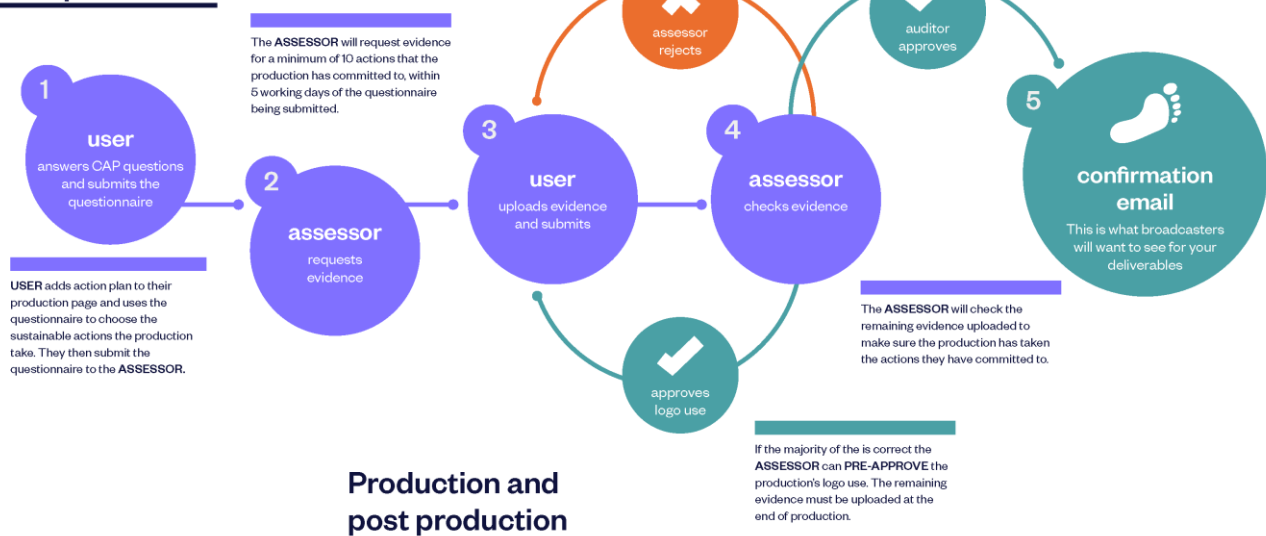 The ASSESSOR will request evidence
for a minimum of 10 actions that the
production has committed to, within
5 working days of the questionnaire
being submitted.
1
user
answers CAP questions
and submits the
questionnaire
USER adds action plan to their
production page and uses the
questionnaire to choose the
sustainable actions the production
take. They then submit the
questionnaire to the ASSESSOR.
2
assessor
requests
evidence
3
user
uploads evidence
and submits
assessor
rejects
4
assessor
checks evidence
approves
logo use
auditor
approves
5
confirmation
email
This is what broadcasters
will want to see for your
deliverables
The ASSESSOR will check the
remaining evidence uploaded to
make sure the production has taken
the actions they have committed to.
If the majority of the is correct the
ASSESSOR can PRE-APPROVE the
production's logo use. The remaining
evidence must be uploaded at the
end of production.
Production and
post production